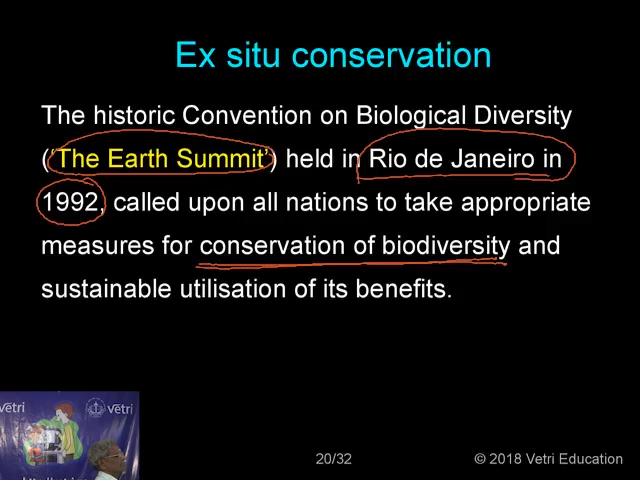 Ex situ conservation
The historic Convention on Biological Diversity
(‘The Earth Summit’) held in Rio de Janeiro in
1992, called upon all nations to take appropriate
measures for conservation of biodiversity and
sustainable utilisation of its benefits.
Vetri
Vetri
20/32
© 2018 Vetri Education